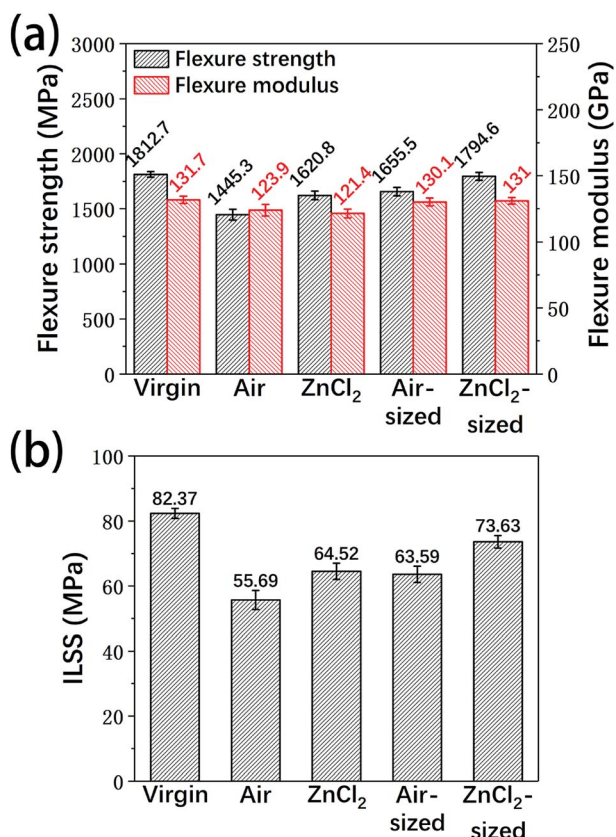 (a)
Flexure strength
Flexure modulus
Flexure strength (MPa)
3000
2500
2000
1500
1000
500
0
1812.7
131.7
1445.3
123.9
1620.8
121.4
1655.5
130.1
1794.6
131
250
200
150
100
50
0
Flexure modulus (GPa)
Virgin
Air
ZnCl₂
Air-
sized
ZnCl₂-
sized
(b)
ILSS (MPa)
100
80
60
40
20
0
82.37
55.69
64.52
63.59
73.63
Virgin
Air
ZnCl₂
Air-
sized
ZnCl₂-
sized